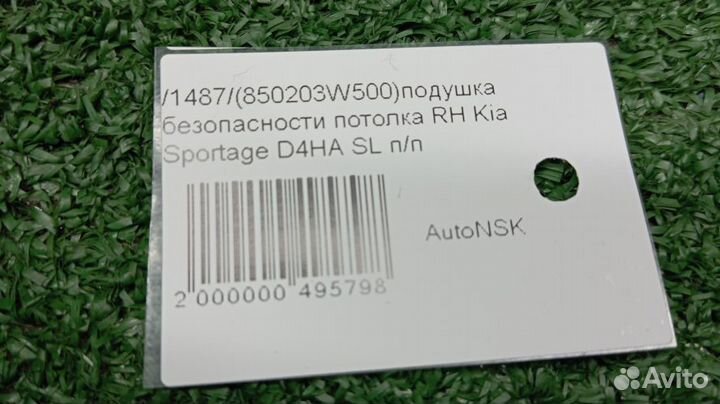 /1487/(850203W500)подушка
безопасности потолка RH Kia
Sportage D4HA SL п/п
AutoNSK
2 000000 495798
Avito